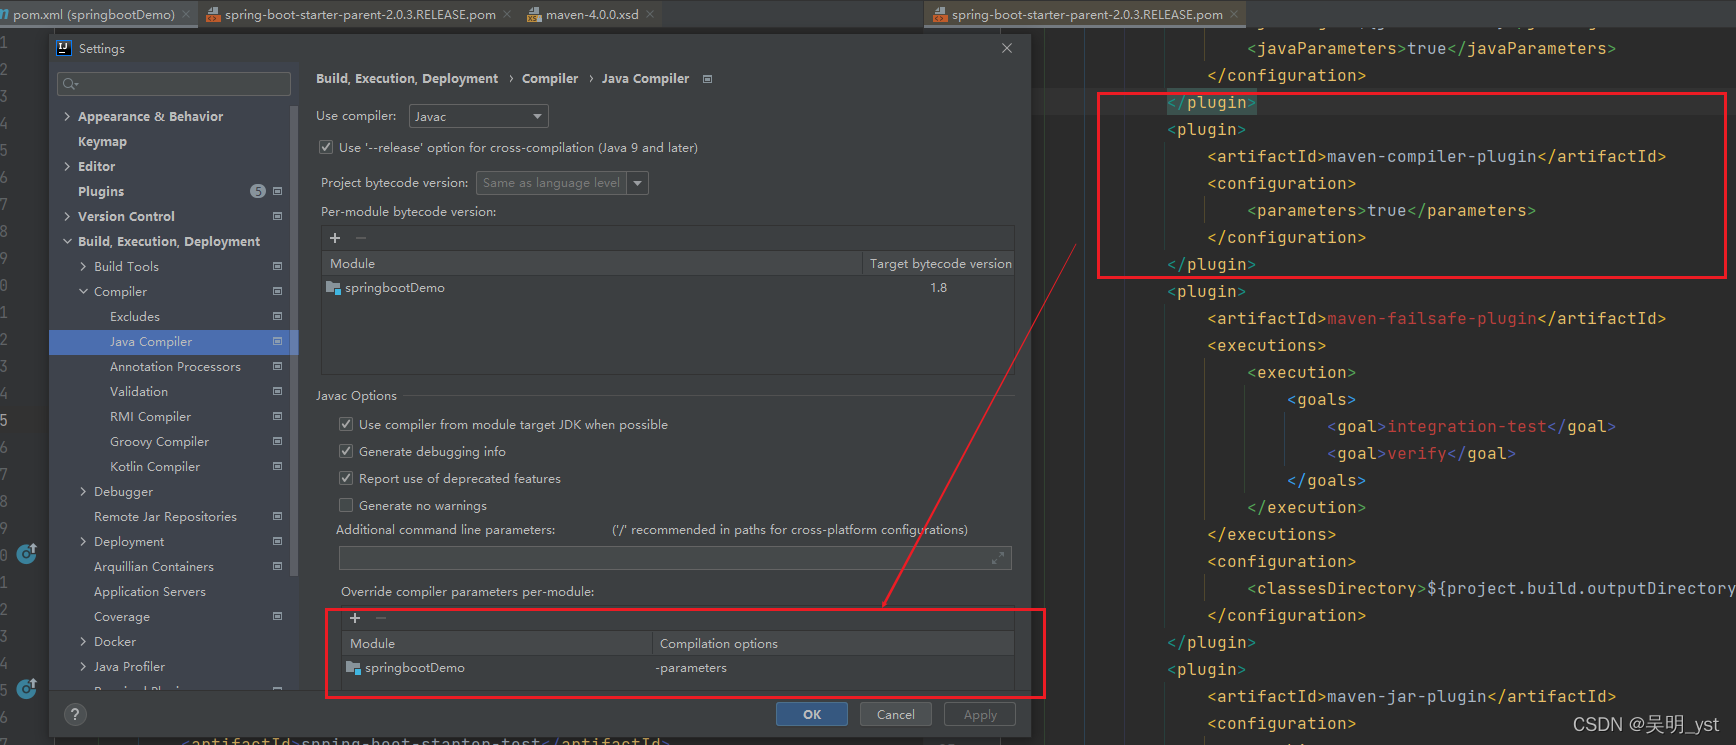 pom.xml (springbootDemo)
spring-boot-starter-parent-2.0.3.RELEASE.pom
maven-4.0.0.xsd
spring-boot-starter-parent-2.0.3.RELEASE.pom
Settings
Appearance & Behavior
Keymap
Editor
Plugins
5
Version Control
Build, Execution, Deployment
Build Tools
Compiler
Excludes
Java Compiler
Annotation Processors
Validation
RMI Compiler
Groovy Compiler
Kotlin Compiler
Debugger
Remote Jar Repositories
Deployment
Arquillian Containers
Application Servers
Coverage
Docker
Java Profiler
?
Build, Execution, Deployment › Compiler › Java Compiler
Use compiler: Javac
Use '--release' option for cross-compilation (Java 9 and later)
Project bytecode version: Same as language level
Per-module bytecode version:
+ −
Module Target bytecode version
springbootDemo 1.8
Javac Options
Use compiler from module target JDK when possible
Generate debugging info
Report use of deprecated features
Generate no warnings
Additional command line parameters: ('/' recommended in paths for cross-platform configurations)
Override compiler parameters per-module:
+ −
Module Compilation options
springbootDemo -parameters
OK Cancel Apply
<artifactId>spring-boot-starter-test</artifactId>
<javaParameters>true</javaParameters>
</configuration>
</plugin>
<plugin>
<artifactId>maven-compiler-plugin</artifactId>
<configuration>
<parameters>true</parameters>
</configuration>
</plugin>
<plugin>
<artifactId>maven-failsafe-plugin</artifactId>
<executions>
<execution>
<goals>
<goal>integration-test</goal>
<goal>verify</goal>
</goals>
</execution>
</executions>
<configuration>
<classesDirectory>${project.build.outputDirectory
</configuration>
</plugin>
<plugin>
<artifactId>maven-jar-plugin</artifactId>
<configuration>
CSDN @吴明_yst